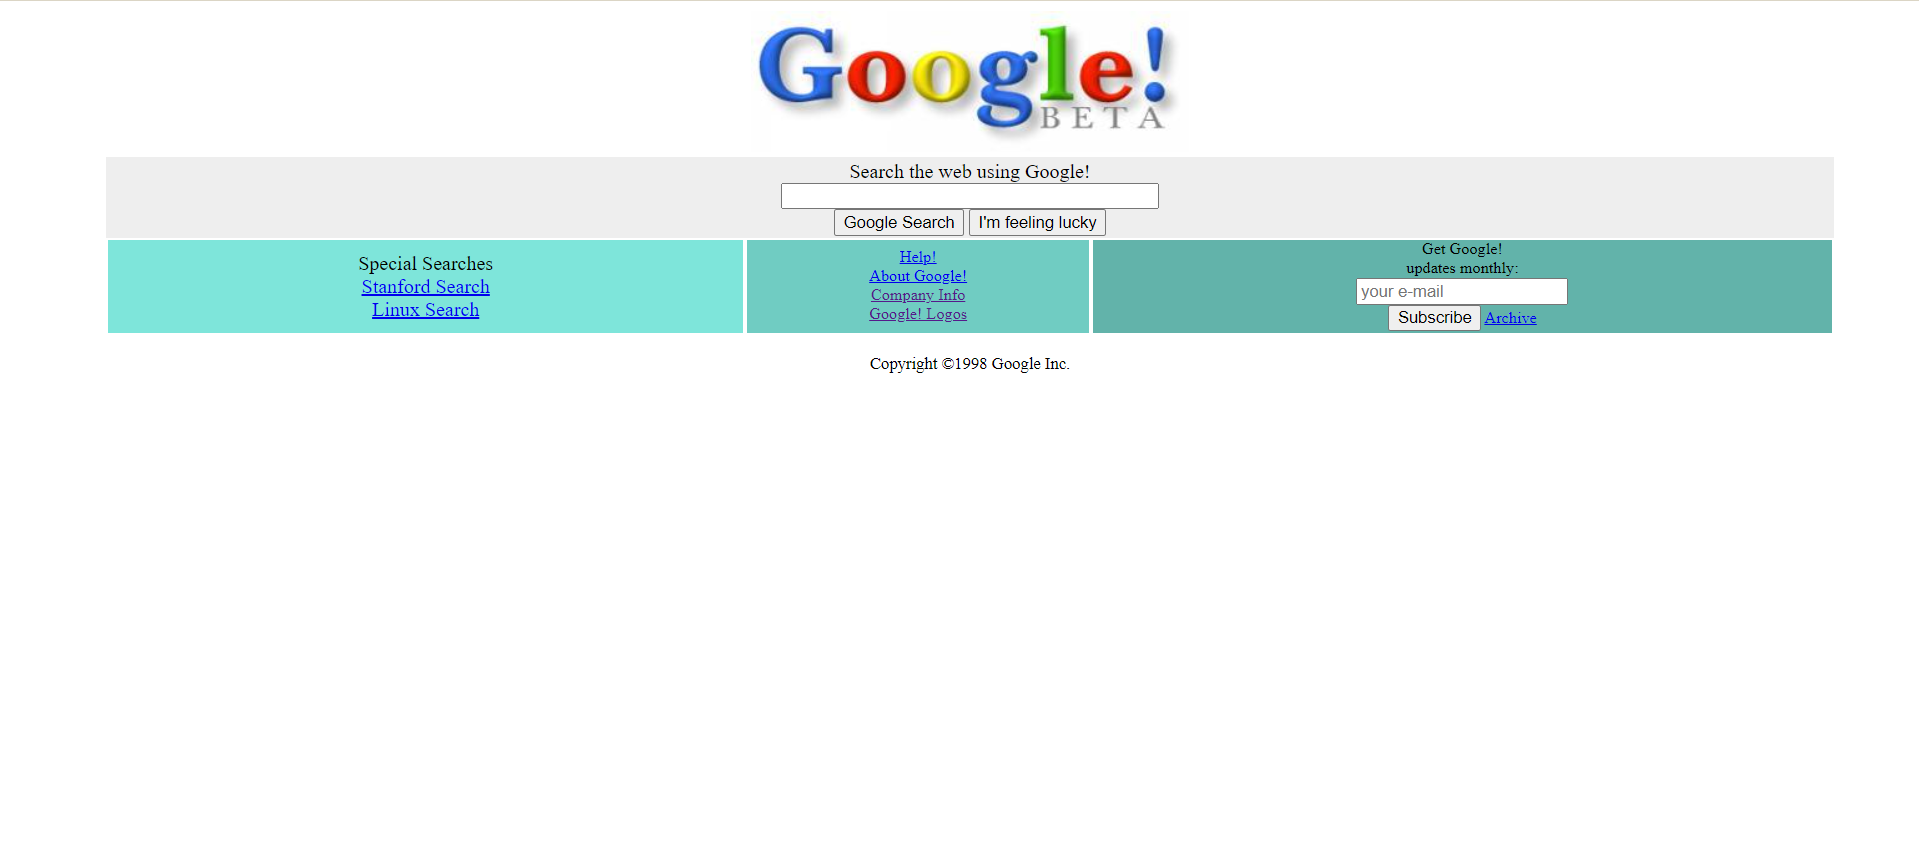 Google!
BETA
Search the web using Google!
Google Search I'm feeling lucky
Special Searches
Stanford Search
Linux Search
Help!
About Google!
Company Info
Google! Logos
Get Google!
updates monthly:
your e-mail
Subscribe Archive
Copyright ©1998 Google Inc.